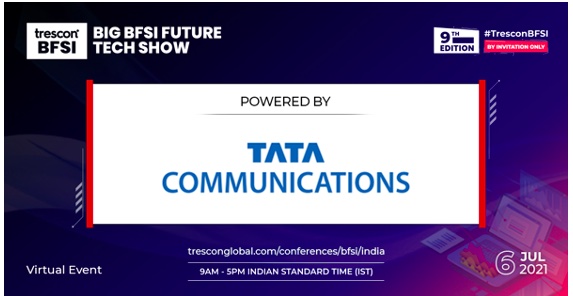 trescon
BFSI
BIG BFSI FUTURE
TECH SHOW
9TH
EDITION
#TresconBFSI
BY INVITATION ONLY
POWERED BY
TATA
COMMUNICATIONS
tresconglobal.com/conferences/bfsi/india
Virtual Event
9AM - 5PM INDIAN STANDARD TIME (IST)
6 JUL
2021